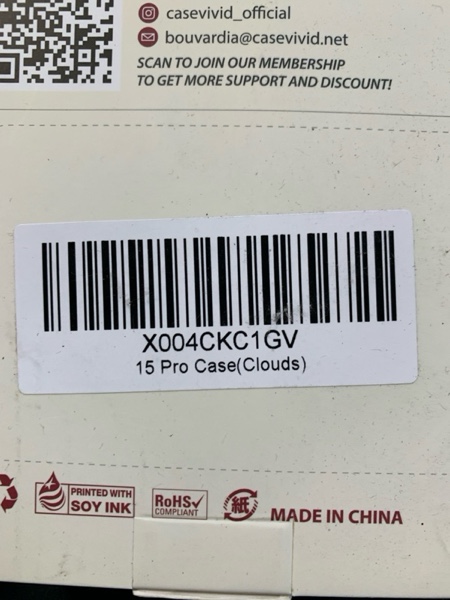 casevivid_official
bouvardia@casevivid.net
SCAN TO JOIN OUR MEMBERSHIP
TO GET MORE SUPPORT AND DISCOUNT!
X004CKC1GV
15 Pro Case(Clouds)
PRINTED WITH
SOY INK
RoHS
COMPLIANT
紙
MADE IN CHINA